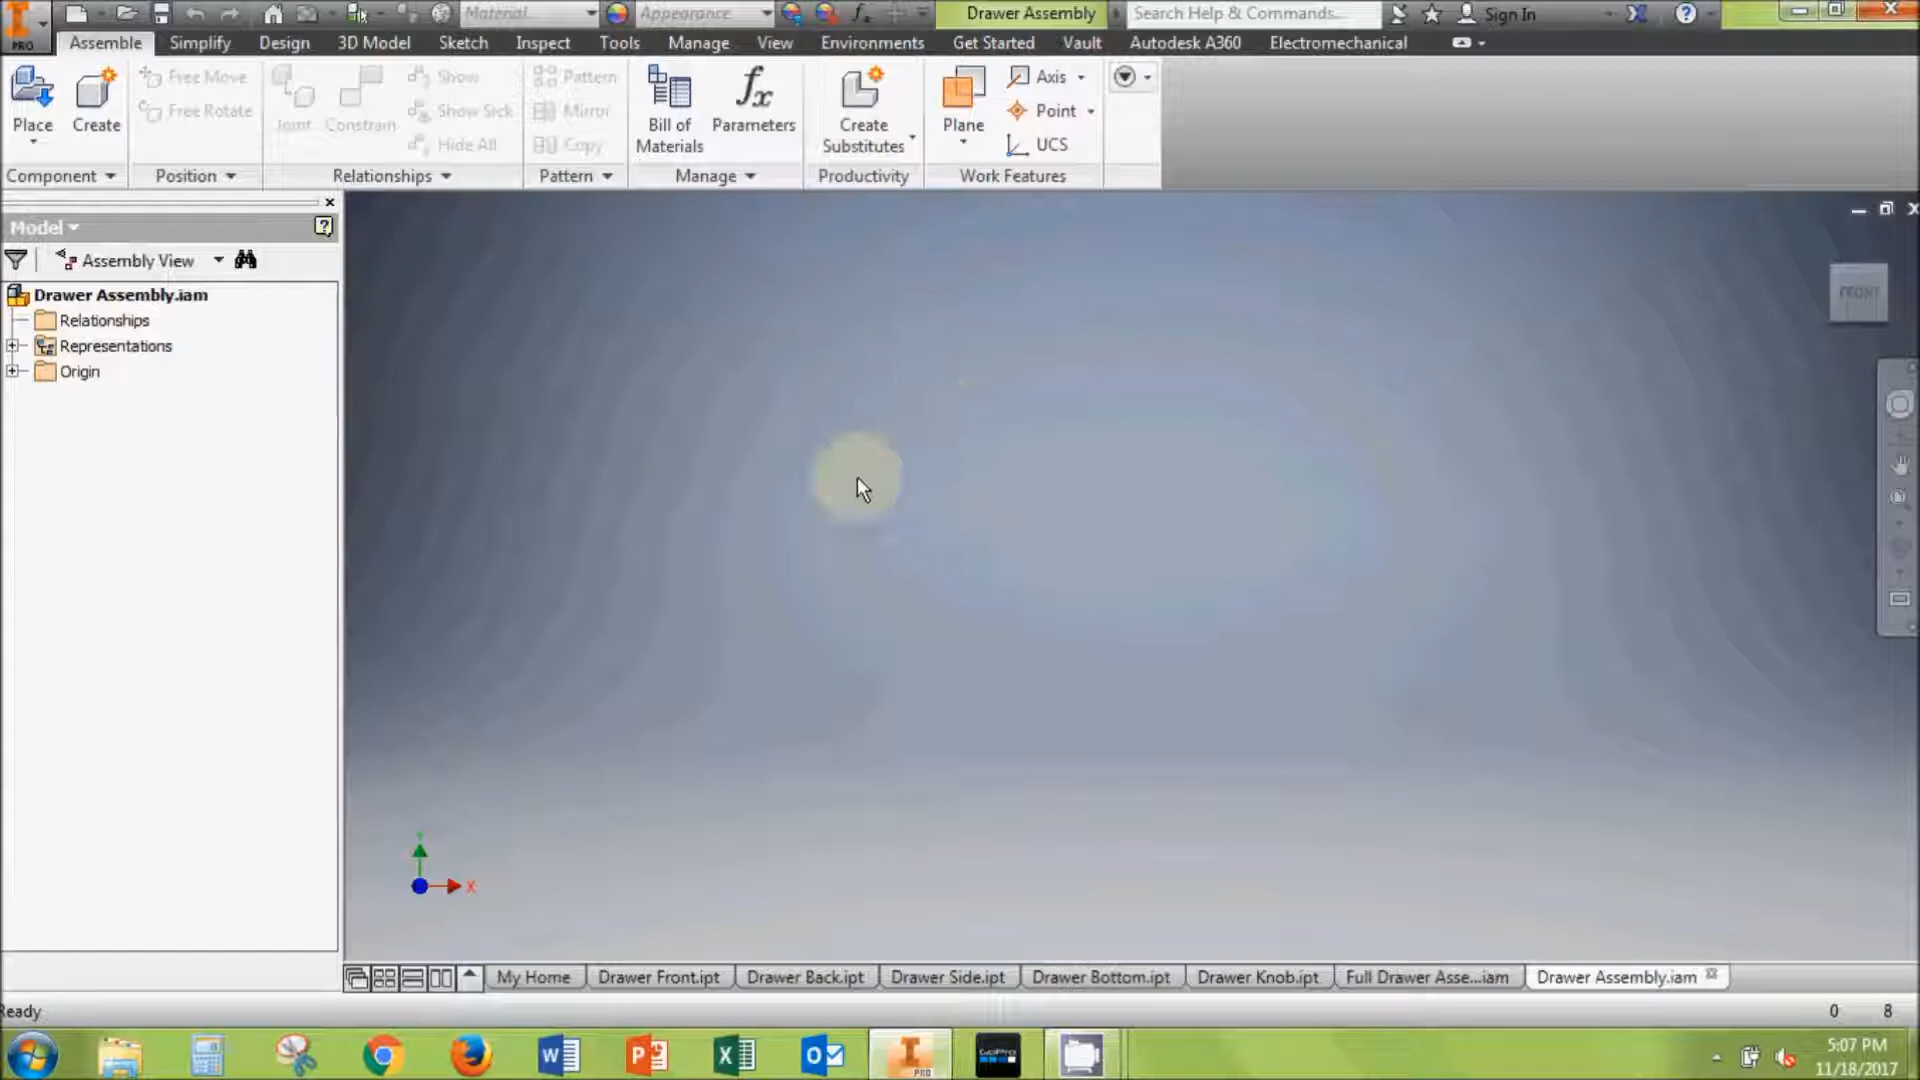 Material
Appearance
Drawer Assembly
Search Help & Commands...
Sign In
PRO
Assemble
Simplify
Design
3D Model
Sketch
Inspect
Tools
Manage
View
Environments
Get Started
Vault
Autodesk A360
Electromechanical
Place
Create
Free Move
Free Rotate
Joint
Constrain
Show
Show Sick
Hide All
Pattern
Mirror
Copy
Bill of
Materials
Parameters
Create
Substitutes
Plane
Axis
Point
UCS
Component
Position
Relationships
Pattern
Manage
Productivity
Work Features
Model
Assembly View
Drawer Assembly.iam
Relationships
Representations
Origin
FRONT
Y
X
My Home
Drawer Front.ipt
Drawer Back.ipt
Drawer Side.ipt
Drawer Bottom.ipt
Drawer Knob.ipt
Full Drawer Asse...iam
Drawer Assembly.iam
Ready
0
8
GoPro
PRO
5:07 PM
11/18/2017